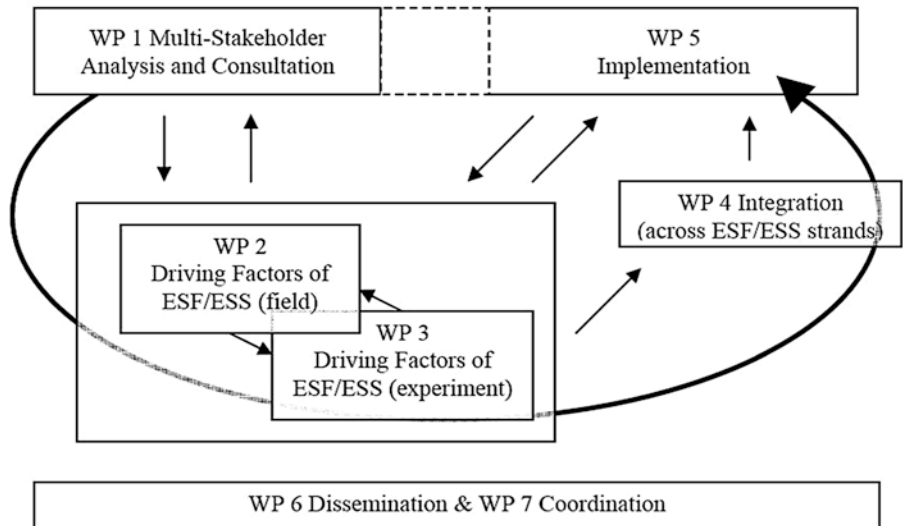 WP 1 Multi-Stakeholder
Analysis and Consultation
WP 5
Implementation
WP 4 Integration
(across ESF/ESS strands)
WP 2
Driving Factors of
ESF/ESS (field)
WP 3
Driving Factors of
ESF/ESS (experiment)
WP 6 Dissemination & WP 7 Coordination